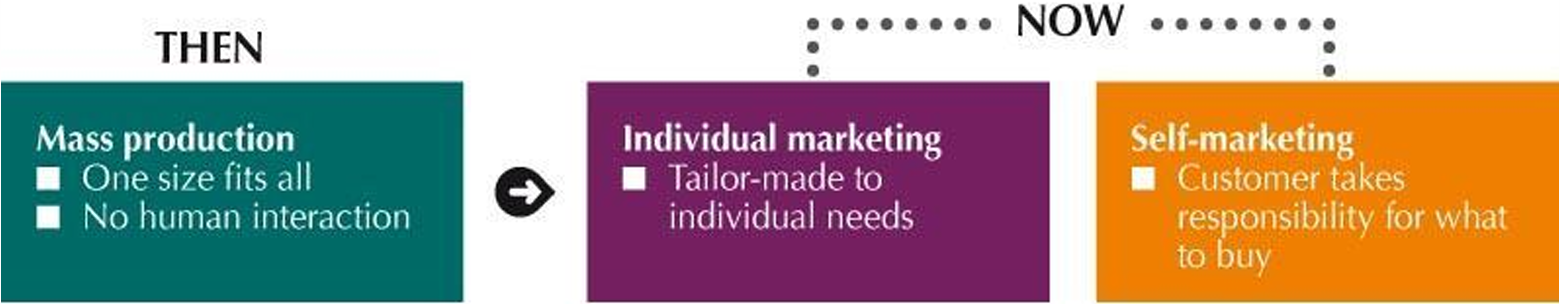 THEN
NOW
Mass production
One size fits all
No human interaction
Individual marketing
Tailor-made to
individual needs
Self-marketing
Customer takes
responsibility for what
to buy